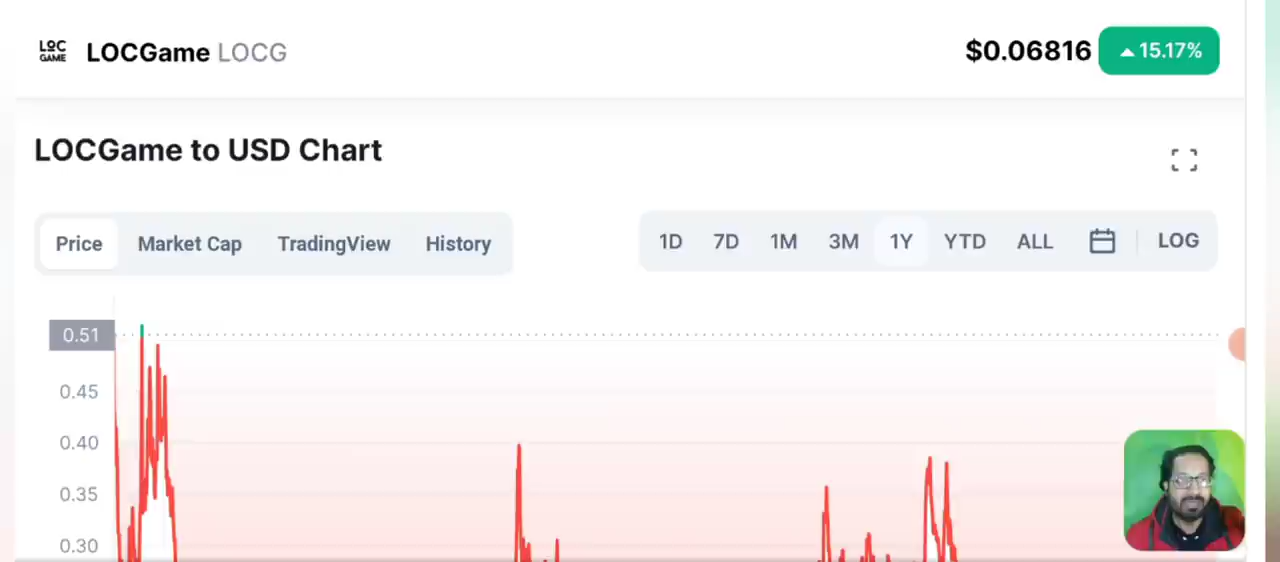 LOC GAME LOCGame LOCG $0.06816 15.17%
LOCGame to USD Chart
Price Market Cap TradingView History 1D 7D 1M 3M 1Y YTD ALL LOG
0.51
0.45
0.40
0.35
0.30